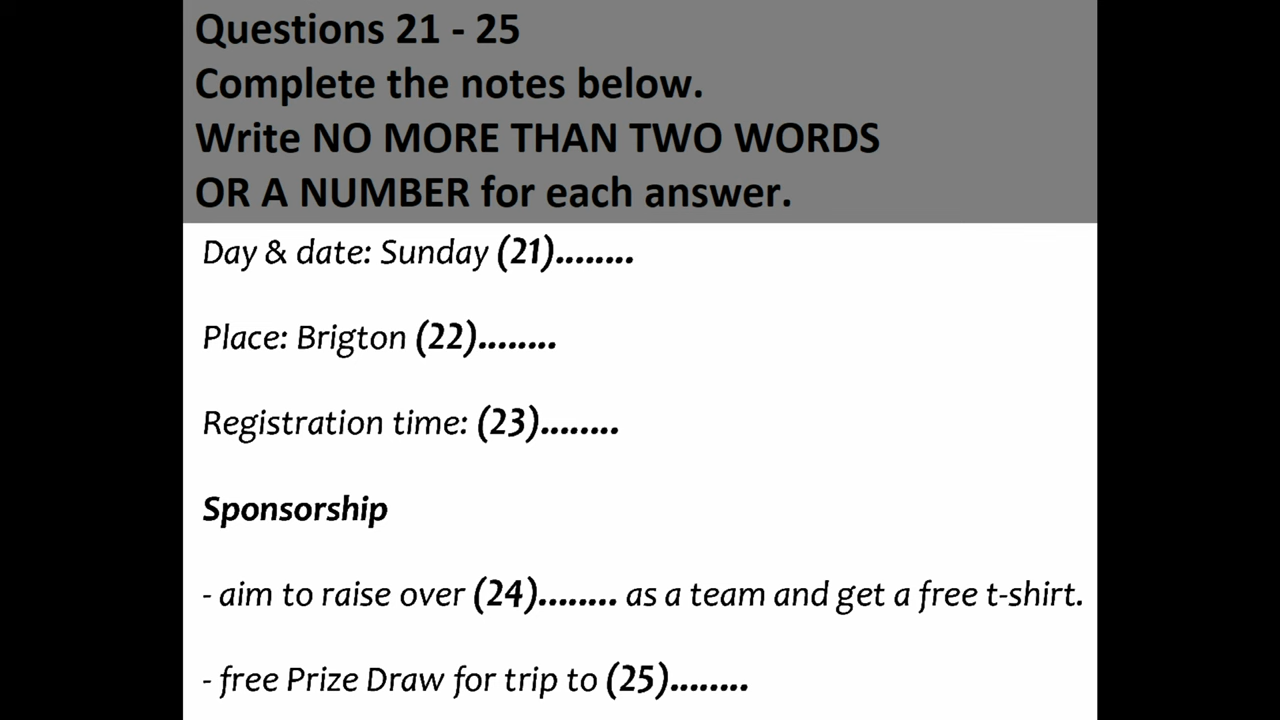 Questions 21 - 25
Complete the notes below.
Write NO MORE THAN TWO WORDS
OR A NUMBER for each answer.
Day & date: Sunday (21)........
Place: Brigton (22)........
Registration time: (23)........
Sponsorship
- aim to raise over (24)........ as a team and get a free t-shirt.
- free Prize Draw for trip to (25)........